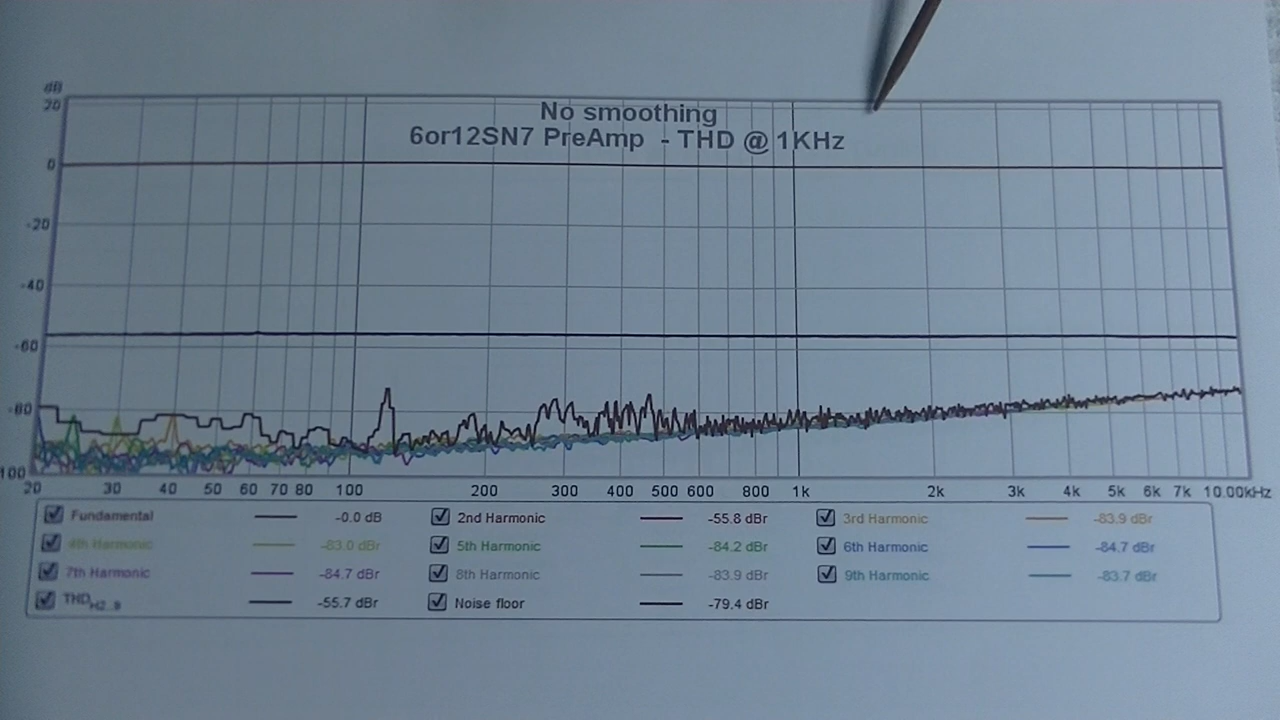 dB
No smoothing
20
6or12SN7 PreAmp - THD @ 1KHz
0
-20
-40
-60
-80
100
20 30 40 50 60 70 80 100 200 300 400 500 600 800 1k 2k 3k 4k 5k 6k 7k 10.00kHz
Fundamental -0.0 dB 2nd Harmonic -55.8 dBr 3rd Harmonic -83.9 dBr
4th Harmonic -83.0 dBr 5th Harmonic -84.2 dBr 6th Harmonic -84.7 dBr
7th Harmonic -84.7 dBr 8th Harmonic -83.9 dBr 9th Harmonic -83.7 dBr
THD H2..9 -55.7 dBr Noise floor -79.4 dBr